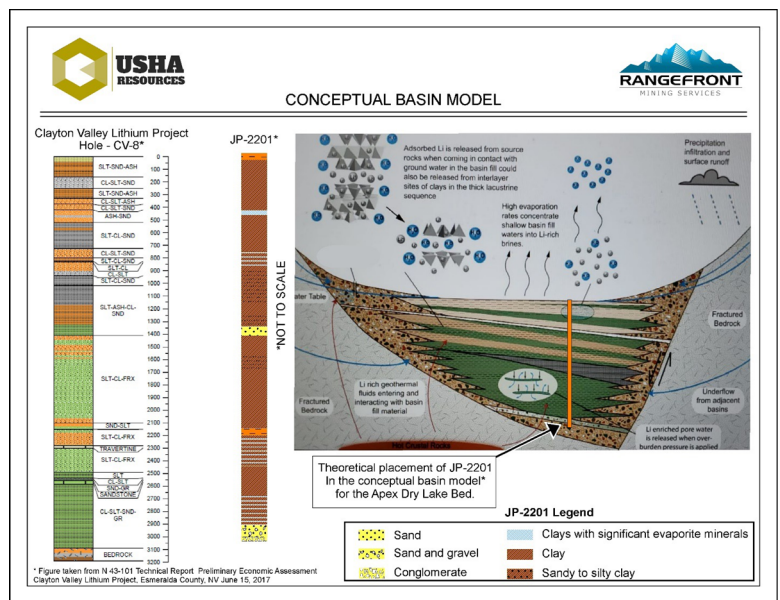 USHA
RESOURCES
RANGEFRONT
MINING SERVICES
CONCEPTUAL BASIN MODEL
Clayton Valley Lithium Project
Hole - CV-8*
0
100
200
300
400
500
600
700
800
900
1000
1100
1200
1300
1400
1500
1600
1700
1800
1900
2000
2100
2200
2300
2400
2500
2600
2700
2800
2900
3000
3100
3200
SLT-SND-ASH
CL-SLT-SND
SLT-SND-ASH
CL-SLT-ASH
CL-SLT-SND
ASH-SND
SLT-CL-SND
CL-SLT-SND
SLT-CL-SND
SLT-CL
CL-SLT
SLT-CL-SND
SLT-ASH-CL-
SND
SLT-CL-FRX
SND-SLT
SLT-CL-FRX
TRAVERTINE
SLT-CL-FRX
SLT
CL-SLT
SND-GR
SANDSTONE
CL-SLT-SND-
GR
BEDROCK
JP-2201*
*NOT TO SCALE
Adsorbed Li is released from source
rocks when coming in contact with
ground water in the basin fill could
also be released from interlayer
sites of clays in the thick lacustrine
sequence
High evaporation
rates concentrate
shallow basin fill
waters into Li-rich
brines.
Precipitation
infiltration and
surface runoff
ater Table
Fractured
Bedrock
Li rich geothermal
fluids entering and
interacting with basin
fill material
Fractured
Bedrock
Underflow
from adjacent
basins
Li enriched pore water
is released when over-
burden pressure is applied
Hot Crustal Rocks
Theoretical placement of JP-2201
In the conceptual basin model*
for the Apex Dry Lake Bed.
JP-2201 Legend
Sand
Sand and gravel
Conglomerate
Clays with significant evaporite minerals
Clay
Sandy to silty clay
* Figure taken from N 43-101 Technical Report Preliminary Economic Assessment
Clayton Valley Lithium Project, Esmeralda County, NV June 15, 2017